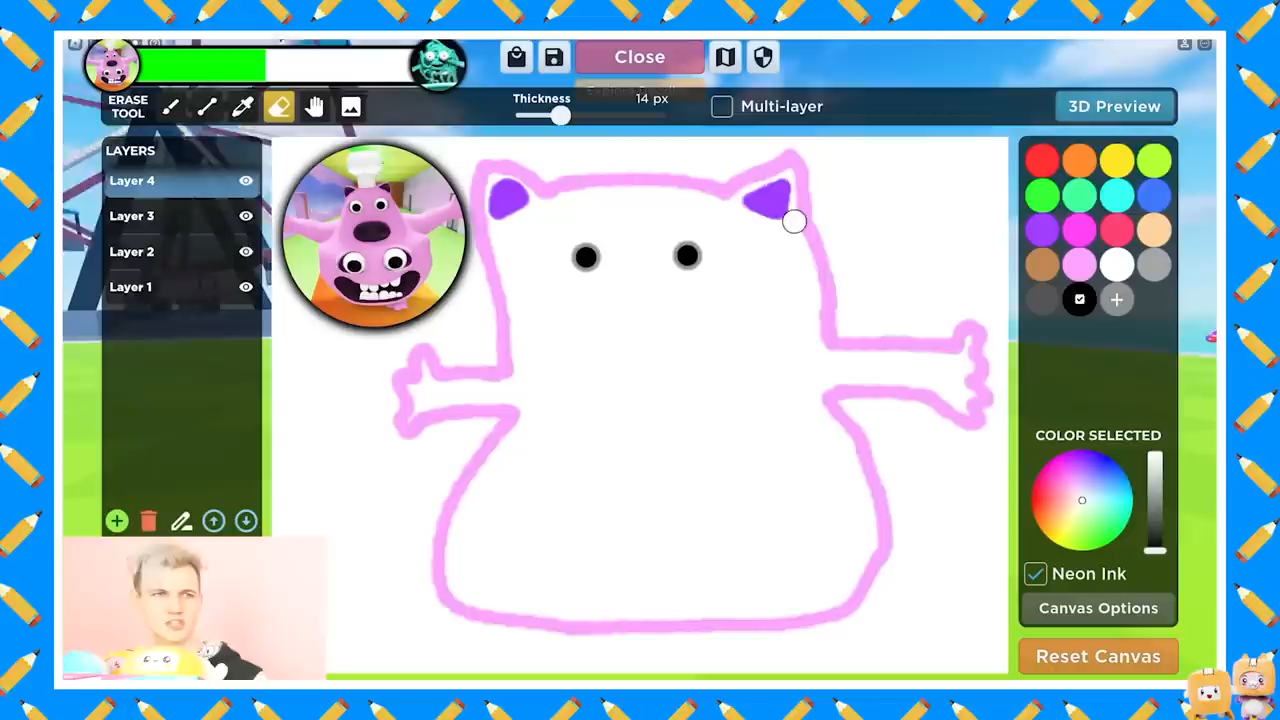 Close
ERASE
TOOL
Thickness
14 px
Multi-layer
3D Preview
LAYERS
Layer 4
Layer 3
Layer 2
Layer 1
COLOR SELECTED
Neon Ink
Canvas Options
Reset Canvas